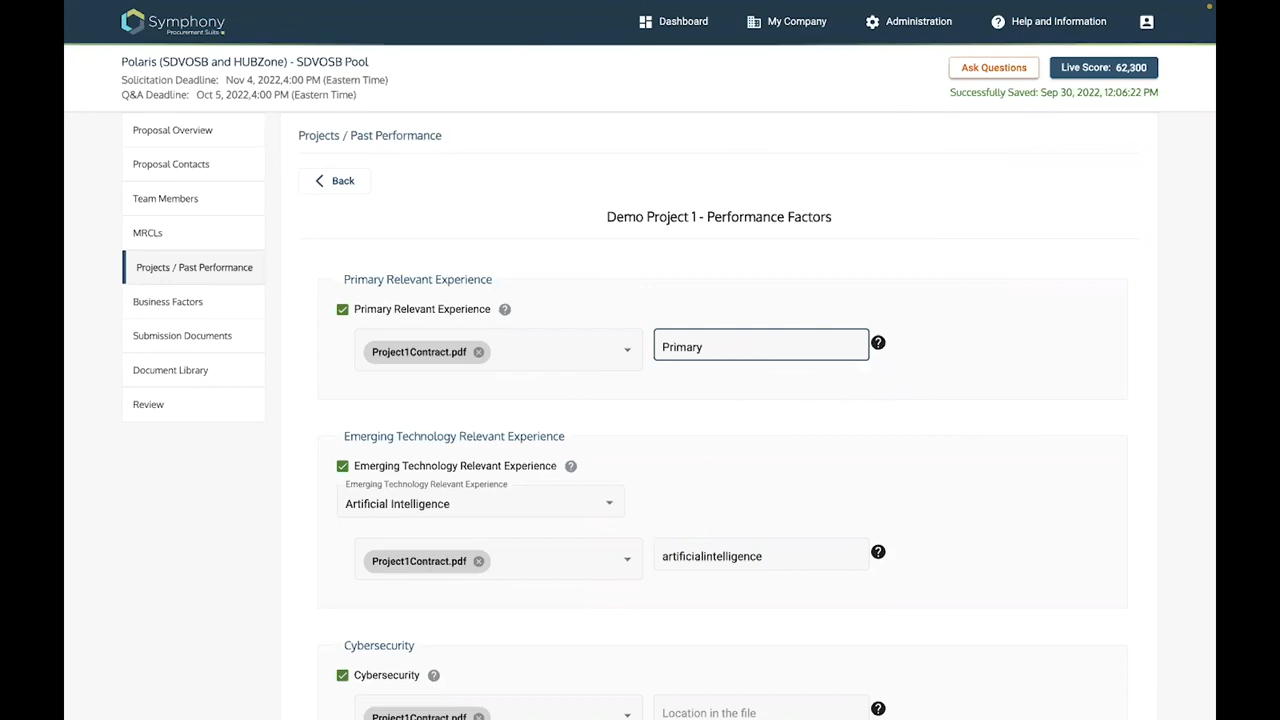 Symphony
Procurement Suite
Dashboard
My Company
Administration
Help and Information
Polaris (SDVOSB and HUBZone) - SDVOSB Pool
Solicitation Deadline: Nov 4, 2022,4:00 PM (Eastern Time)
Q&A Deadline: Oct 5, 2022,4:00 PM (Eastern Time)
Ask Questions
Live Score: 62,300
Successfully Saved: Sep 30, 2022, 12:06:22 PM
Proposal Overview
Proposal Contacts
Team Members
MRCLs
Projects / Past Performance
Business Factors
Submission Documents
Document Library
Review
Projects / Past Performance
Back
Demo Project 1 - Performance Factors
Primary Relevant Experience
Primary Relevant Experience
Project1Contract.pdf
Primary
Emerging Technology Relevant Experience
Emerging Technology Relevant Experience
Emerging Technology Relevant Experience
Artificial Intelligence
Project1Contract.pdf
artificialintelligence
Cybersecurity
Cybersecurity
Project1Contract.pdf
Location in the file